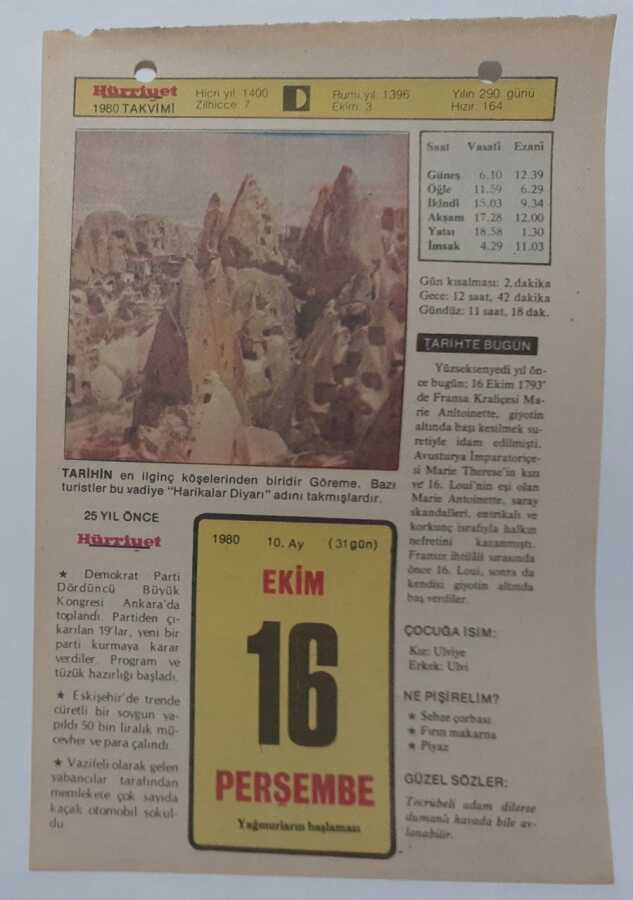 Hürriyet
1980 TAKVİMİ
Hicri yıl: 1400
Zilhicce: 7
Rumi yıl: 1396
Ekim: 3
Yılın 290. günü
Hızır: 164
Saat Vasatî Ezanî
Güneş 6.10 12.39
Öğle 11.59 6.29
İkindi 15.03 9.34
Akşam 17.28 12.00
Yatsı 18.58 1.30
İmsak 4.29 11.03
Gün kısalması: 2 dakika
Gece: 12 saat, 42 dakika
Gündüz: 11 saat, 18 dak.
TARİHTE BUGÜN
Yüzseksenyedi yıl ön-
ce bugün; 16 Ekim 1793'
de Fransa Kraliçesi Ma-
rie Anitoinette, giyotin
altında başı kesilmek su-
retiyle idam edilmişti.
Avusturya İmparatoriçe-
si Marie Therese'in kızı
ve 16. Loui'nin eşi olan
Marie Antoinette, saray
skandalleri, entrikalı ve
korkunç israfıyla halkın
nefretini kazanmıştı.
Fransız ihtilâli sırasında
önce 16. Loui, sonra da
kendisi giyotin altında
baş verdiler.
ÇOCUĞA İSİM:
Kız: Ulviye
Erkek: Ulvi
NE PİŞİRELİM?
★ Sebze çorbası
★ Fırın makarna
★ Piyaz
GÜZEL SÖZLER:
Tecrübeli adam dilerse
dumanlı havada bile av-
lanabilir.
TARİHİN en ilginç köşelerinden biridir Göreme. Bazı
turistler bu vadiye "Harikalar Diyarı" adını takmışlardır.
25 YIL ÖNCE
Hürriyet
★ Demokrat Parti
Dördüncü Büyük
Kongresi Ankara'da
toplandı. Partiden çı-
karılan 19'lar, yeni bir
parti kurmaya karar
verdiler. Program ve
tüzük hazırlığı başladı.
★ Eskişehir'de trende
cüretli bir soygun ya-
pıldı 50 bin liralık mü-
cevher ve para çalındı.
★ Vazifeli olarak gelen
yabancılar tarafından
memlekete çok sayıda
kaçak otomobil sokul-
du.
1980 10. Ay (31 gün)
EKİM
16
PERŞEMBE
Yağmurların başlaması